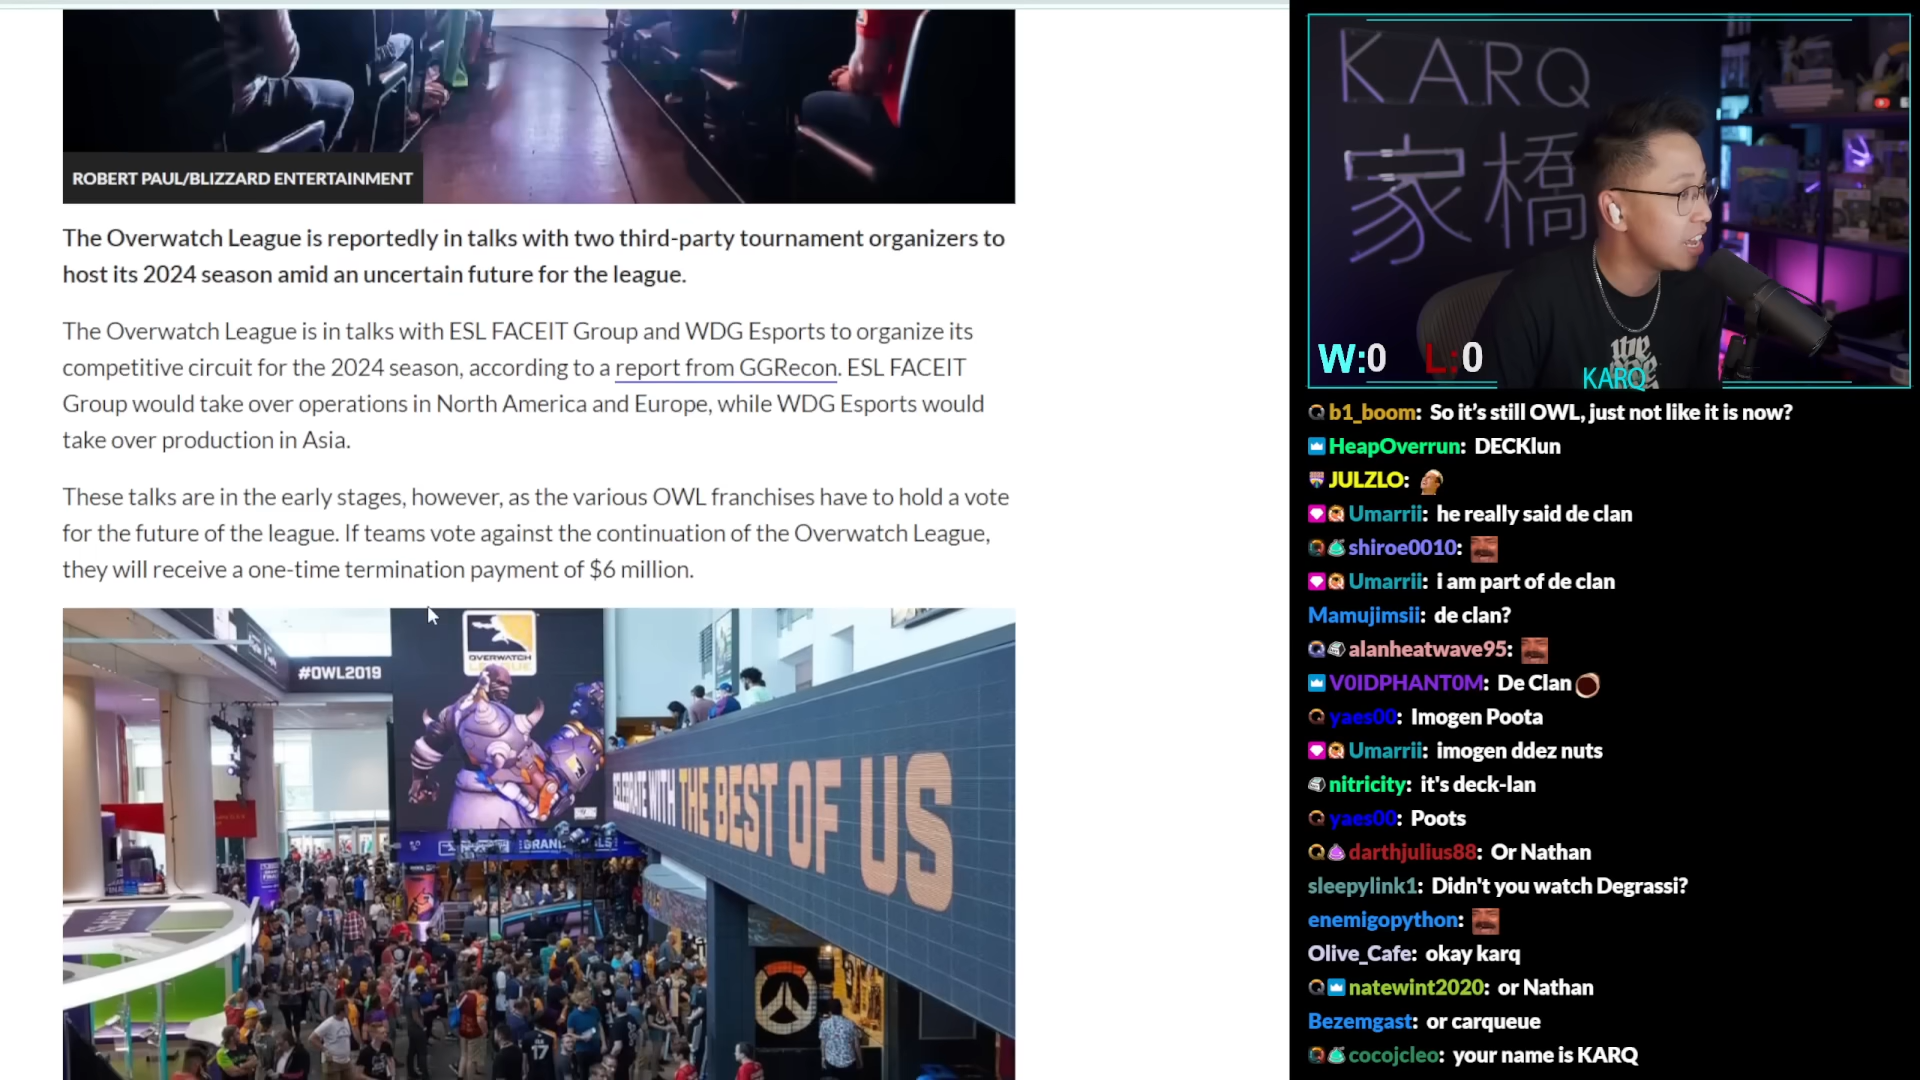 ROBERT PAUL/BLIZZARD ENTERTAINMENT
The Overwatch League is reportedly in talks with two third-party tournament organizers to
host its 2024 season amid an uncertain future for the league.
The Overwatch League is in talks with ESL FACEIT Group and WDG Esports to organize its
competitive circuit for the 2024 season, according to a report from GGRecon. ESL FACEIT
Group would take over operations in North America and Europe, while WDG Esports would
take over production in Asia.
These talks are in the early stages, however, as the various OWL franchises have to hold a vote
for the future of the league. If teams vote against the continuation of the Overwatch League,
they will receive a one-time termination payment of $6 million.
OVERWATCH
LEAGUE
#OWL2019
CELEBRATE WITH THE BEST OF US
GRAND FINALS
17
KARQ
家橋
W:0 L:0
KARQ
b1_boom: So it's still OWL, just not like it is now?
HeapOverrun: DECKlun
JULZLO:
Umarrii: he really said de clan
shiroe0010:
Umarrii: i am part of de clan
Mamujimsii: de clan?
alanheatwave95:
V0IDPHANT0M: De Clan
yaes00: Imogen Poota
Umarrii: imogen ddez nuts
nitricity: it's deck-lan
yaes00: Poots
darthjulius88: Or Nathan
sleepylink1: Didn't you watch Degrassi?
enemigopython:
Olive_Cafe: okay karq
natewint2020: or Nathan
Bezemgast: or carqueue
cocojcleo: your name is KARQ